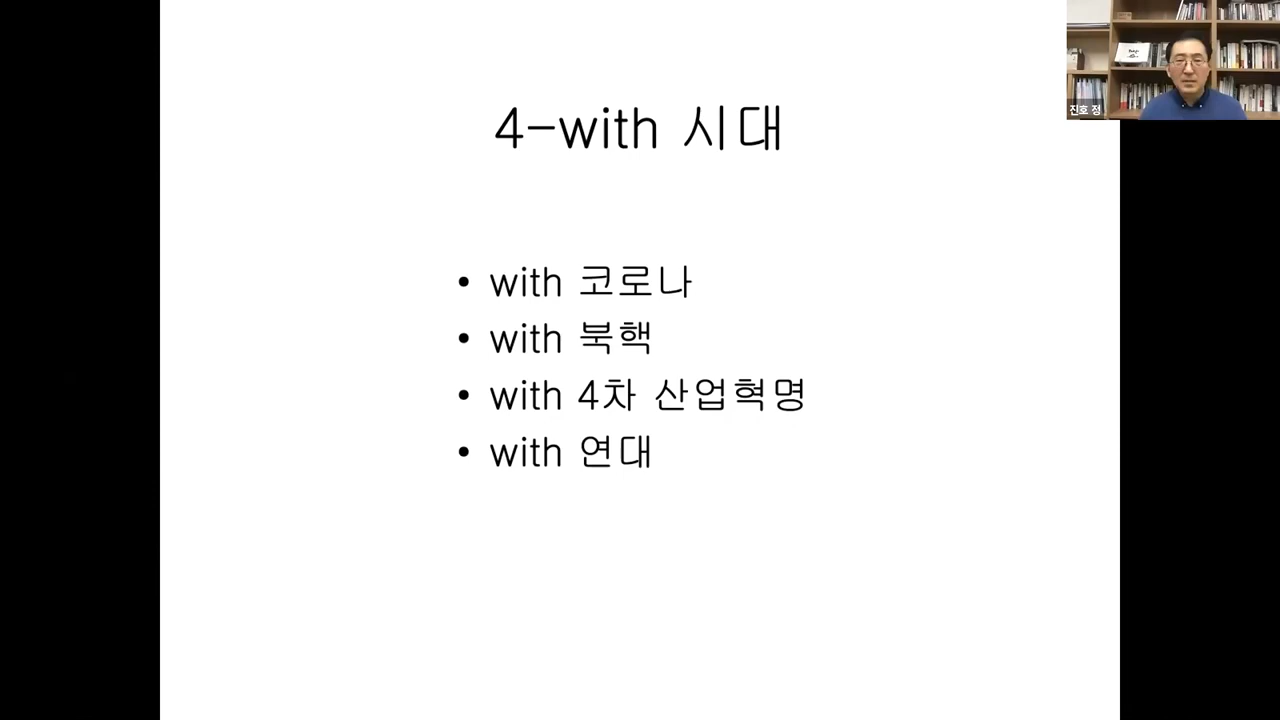 4-with 시대
with 코로나
with 북핵
with 4차 산업혁명
with 연대
진호 정